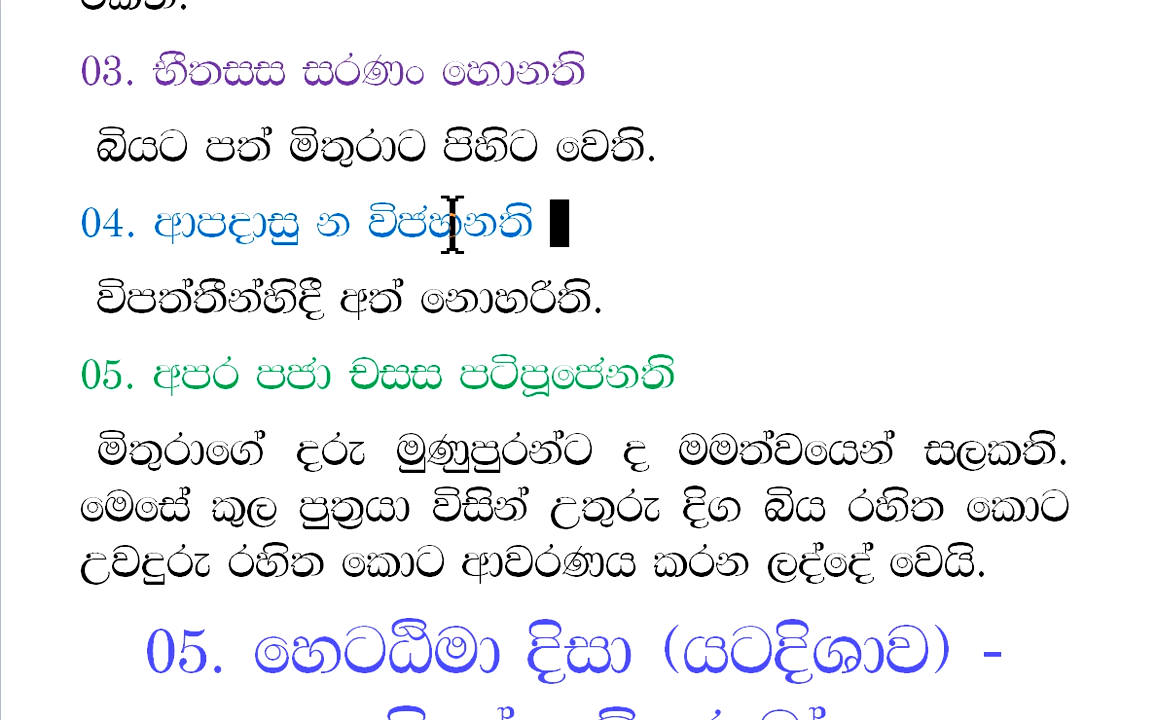 03. භීතසස සරණං හොනති
බියට පත් මිතුරාට පිහිට වෙති.
04. ආපදාසු න විජහනති
විපත්තීන්හිදී අත් නොහරිති.
05. අපර පජා චසස පටිපූජෙනති
මිතුරාගේ දරු මුණුපුරන්ට ද මමත්වයෙන් සලකති.
මෙසේ කුල පුත්‍රයා විසින් උතුරු දිග බිය රහිත කොට
උවදුරු රහිත කොට ආවරණය කරන ලද්දේ වෙයි.
05. හෙටඨිමා දිසා (යටදිශාව) -